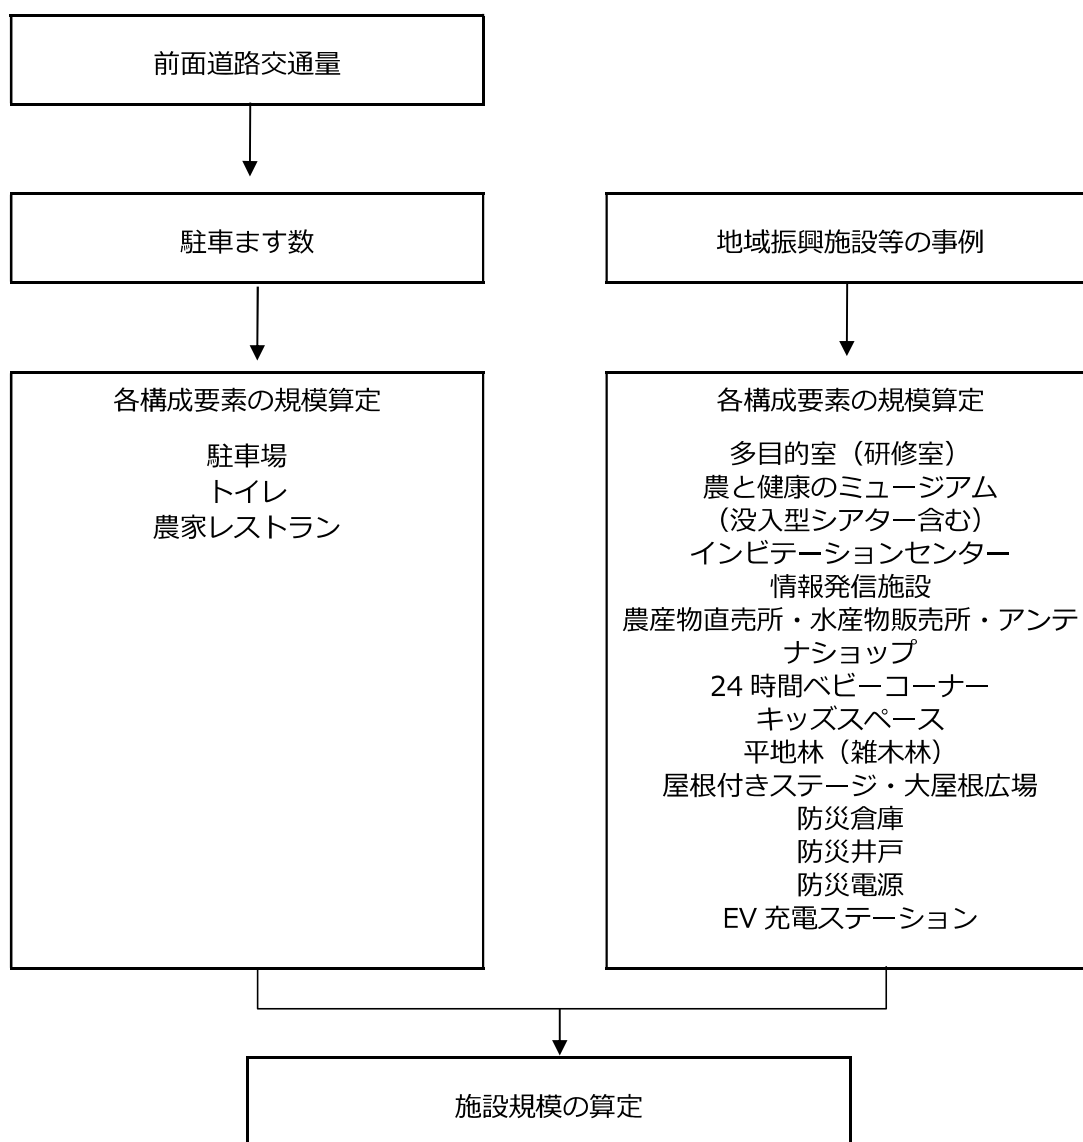 前面道路交通量
駐車ます数
各構成要素の規模算定
駐車場
トイレ
農家レストラン
地域振興施設等の事例
各構成要素の規模算定
多目的室（研修室）
農と健康のミュージアム
（没入型シアター含む）
インビテーションセンター
情報発信施設
農産物直売所・水産物販売所・アンテ
ナショップ
24 時間ベビーコーナー
キッズスペース
平地林（雑木林）
屋根付きステージ・大屋根広場
防災倉庫
防災井戸
防災電源
EV 充電ステーション
施設規模の算定